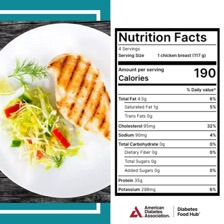 Nutrition Facts
4 Servings
Serving Size 1 chicken breast (117 g)
Amount per serving
Calories 190
% Daily value*
Total Fat 4.5g 6%
Saturated Fat 1g 5%
Trans Fats 0g
Cholesterol 95mg 32%
Sodium 90mg 4%
Total Carbohydrate 0g 0%
Dietary Fiber 0g 0%
Total Sugars 0g
Added Sugars 0g 0%
Protein 35g
Potassium 298mg 6%
American
Diabetes
Association.
Diabetes
Food Hub